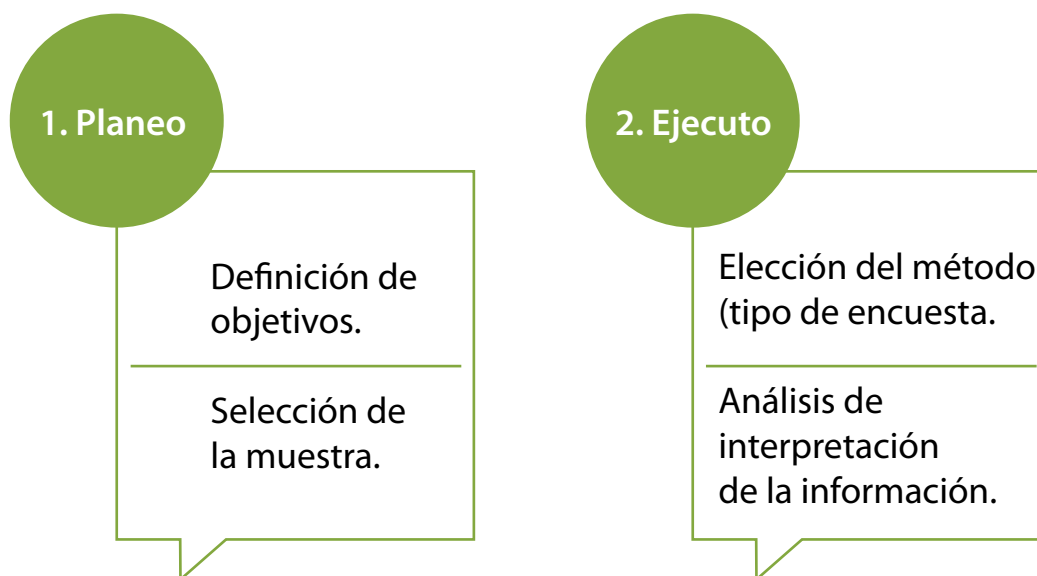 1. Planeo
Definición de
objetivos.
Selección de
la muestra.
2. Ejecuto
Elección del método
(tipo de encuesta.
Análisis de
interpretación
de la información.